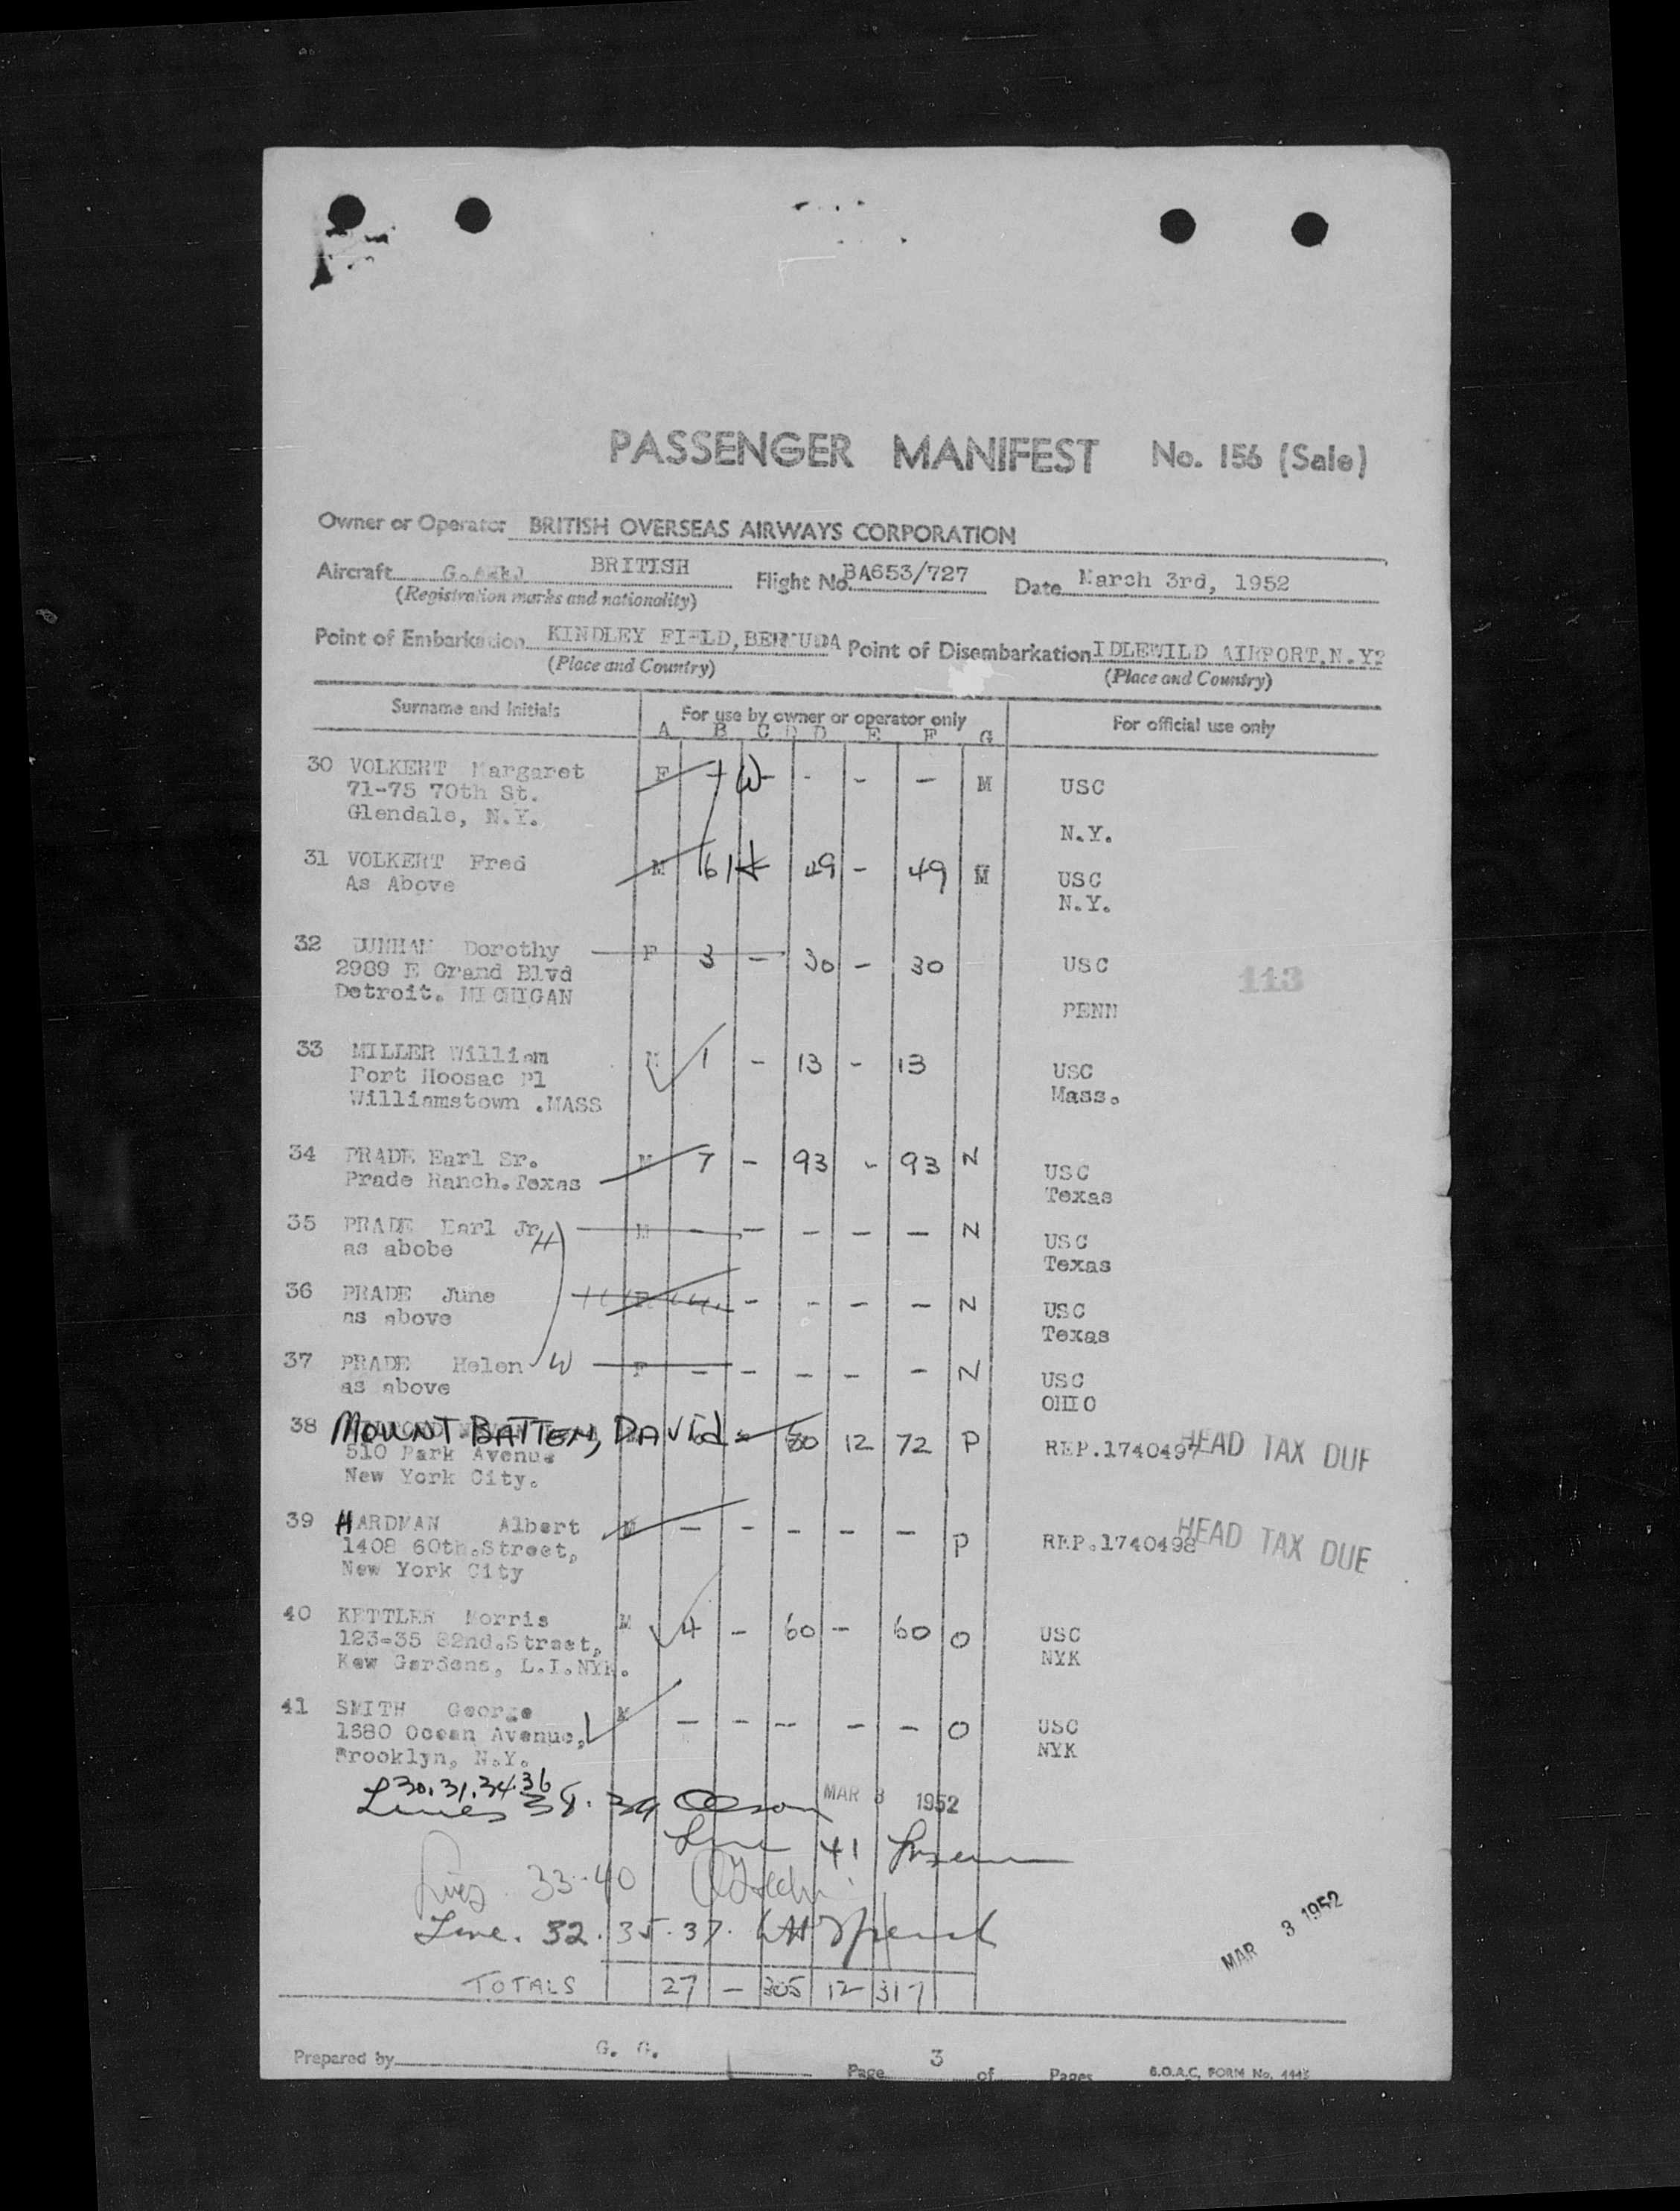 PASSENGER MANIFEST No. 156 (Sale)
Owner or Operator BRITISH OVERSEAS AIRWAYS CORPORATION
Aircraft BRITISH Flight No. BA653/727 Date March 3rd, 1952
(Registration marks and nationality)
Point of Embarkation KINDLEY FIELD, BERMUDA Point of Disembarkation IDLEWILD AIRPORT, N.Y?
(Place and Country) (Place and Country)
Surname and Initials For use by owner or operator only For official use only
A B C D D E F G
30 VOLKERT Margaret F - W - - - - M USC
71-75 70th St.
Glendale, N.Y. N.Y.
31 VOLKERT Fred M 6 49 - 49 M USC
As Above N.Y.
32 DUNHAM Dorothy F 3 - 30 - 30 USC
2989 E Grand Blvd 113
Detroit. MICHIGAN PENN
33 MILLER William M 1 - 13 - 13 USC
Port Hoosac Pl Mass.
Williamstown .MASS
34 PRADE Earl Sr. M 7 - 93 - 93 N USC
Prade Ranch.Texas Texas
35 PRADE Earl Jr H M - - - - - N USC
as abobe Texas
36 PRADE June F - - - - N USC
as above Texas
37 PRADE Helen W F - - - - - N USC
as above OHIO
38 MOUNT BATTEN, DAVid 60 12 72 P REP.1740497 HEAD TAX DUE
510 Park Avenue
New York City.
39 HARDMAN Albert M - - - - - P REP.1740498 HEAD TAX DUE
1408 60th.Street,
New York City
40 KETTLER Morris M 4 - 60 - 60 O USC
123-35 82nd.Street, NYK
Kew Gardens, L.I.NYK.
41 SMITH George M - - - - - O USC
1680 Ocean Avenue, NYK
Brooklyn, N.Y.
30. 31. 34. 36
Lines 38. 39 Olson MAR 3 1952
Line 41
Lines 33-40
Line. 32. 35. 37.
MAR 3 1952
TOTALS 27 - 305 12 317
Prepared by G. G. Page 3 of Pages B.O.A.C. FORM No.